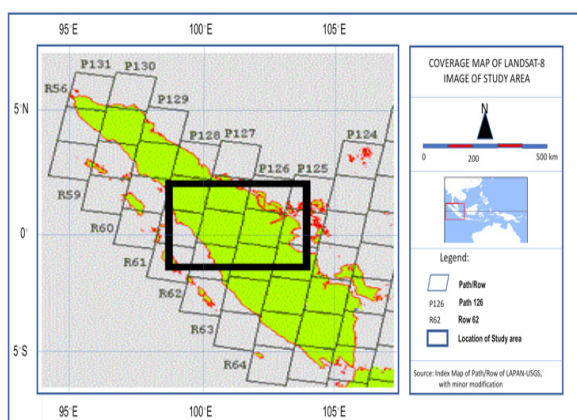 95°E 100°E 105°E
P131 P130
R56
P129
5°N
P128 P127 P124
P126 P125
R59
R60
0°
R61
R62
R63
5°S
R64
95°E 100°E 105°E
COVERAGE MAP OF LANDSAT-8
IMAGE OF STUDY AREA
N
0 200 500 km
Legend:
Path/Row
P126 Path 126
R62 Row 62
Location of Study area
Source: Index Map of Path/Row of LAPAN-USGS,
with minor modification